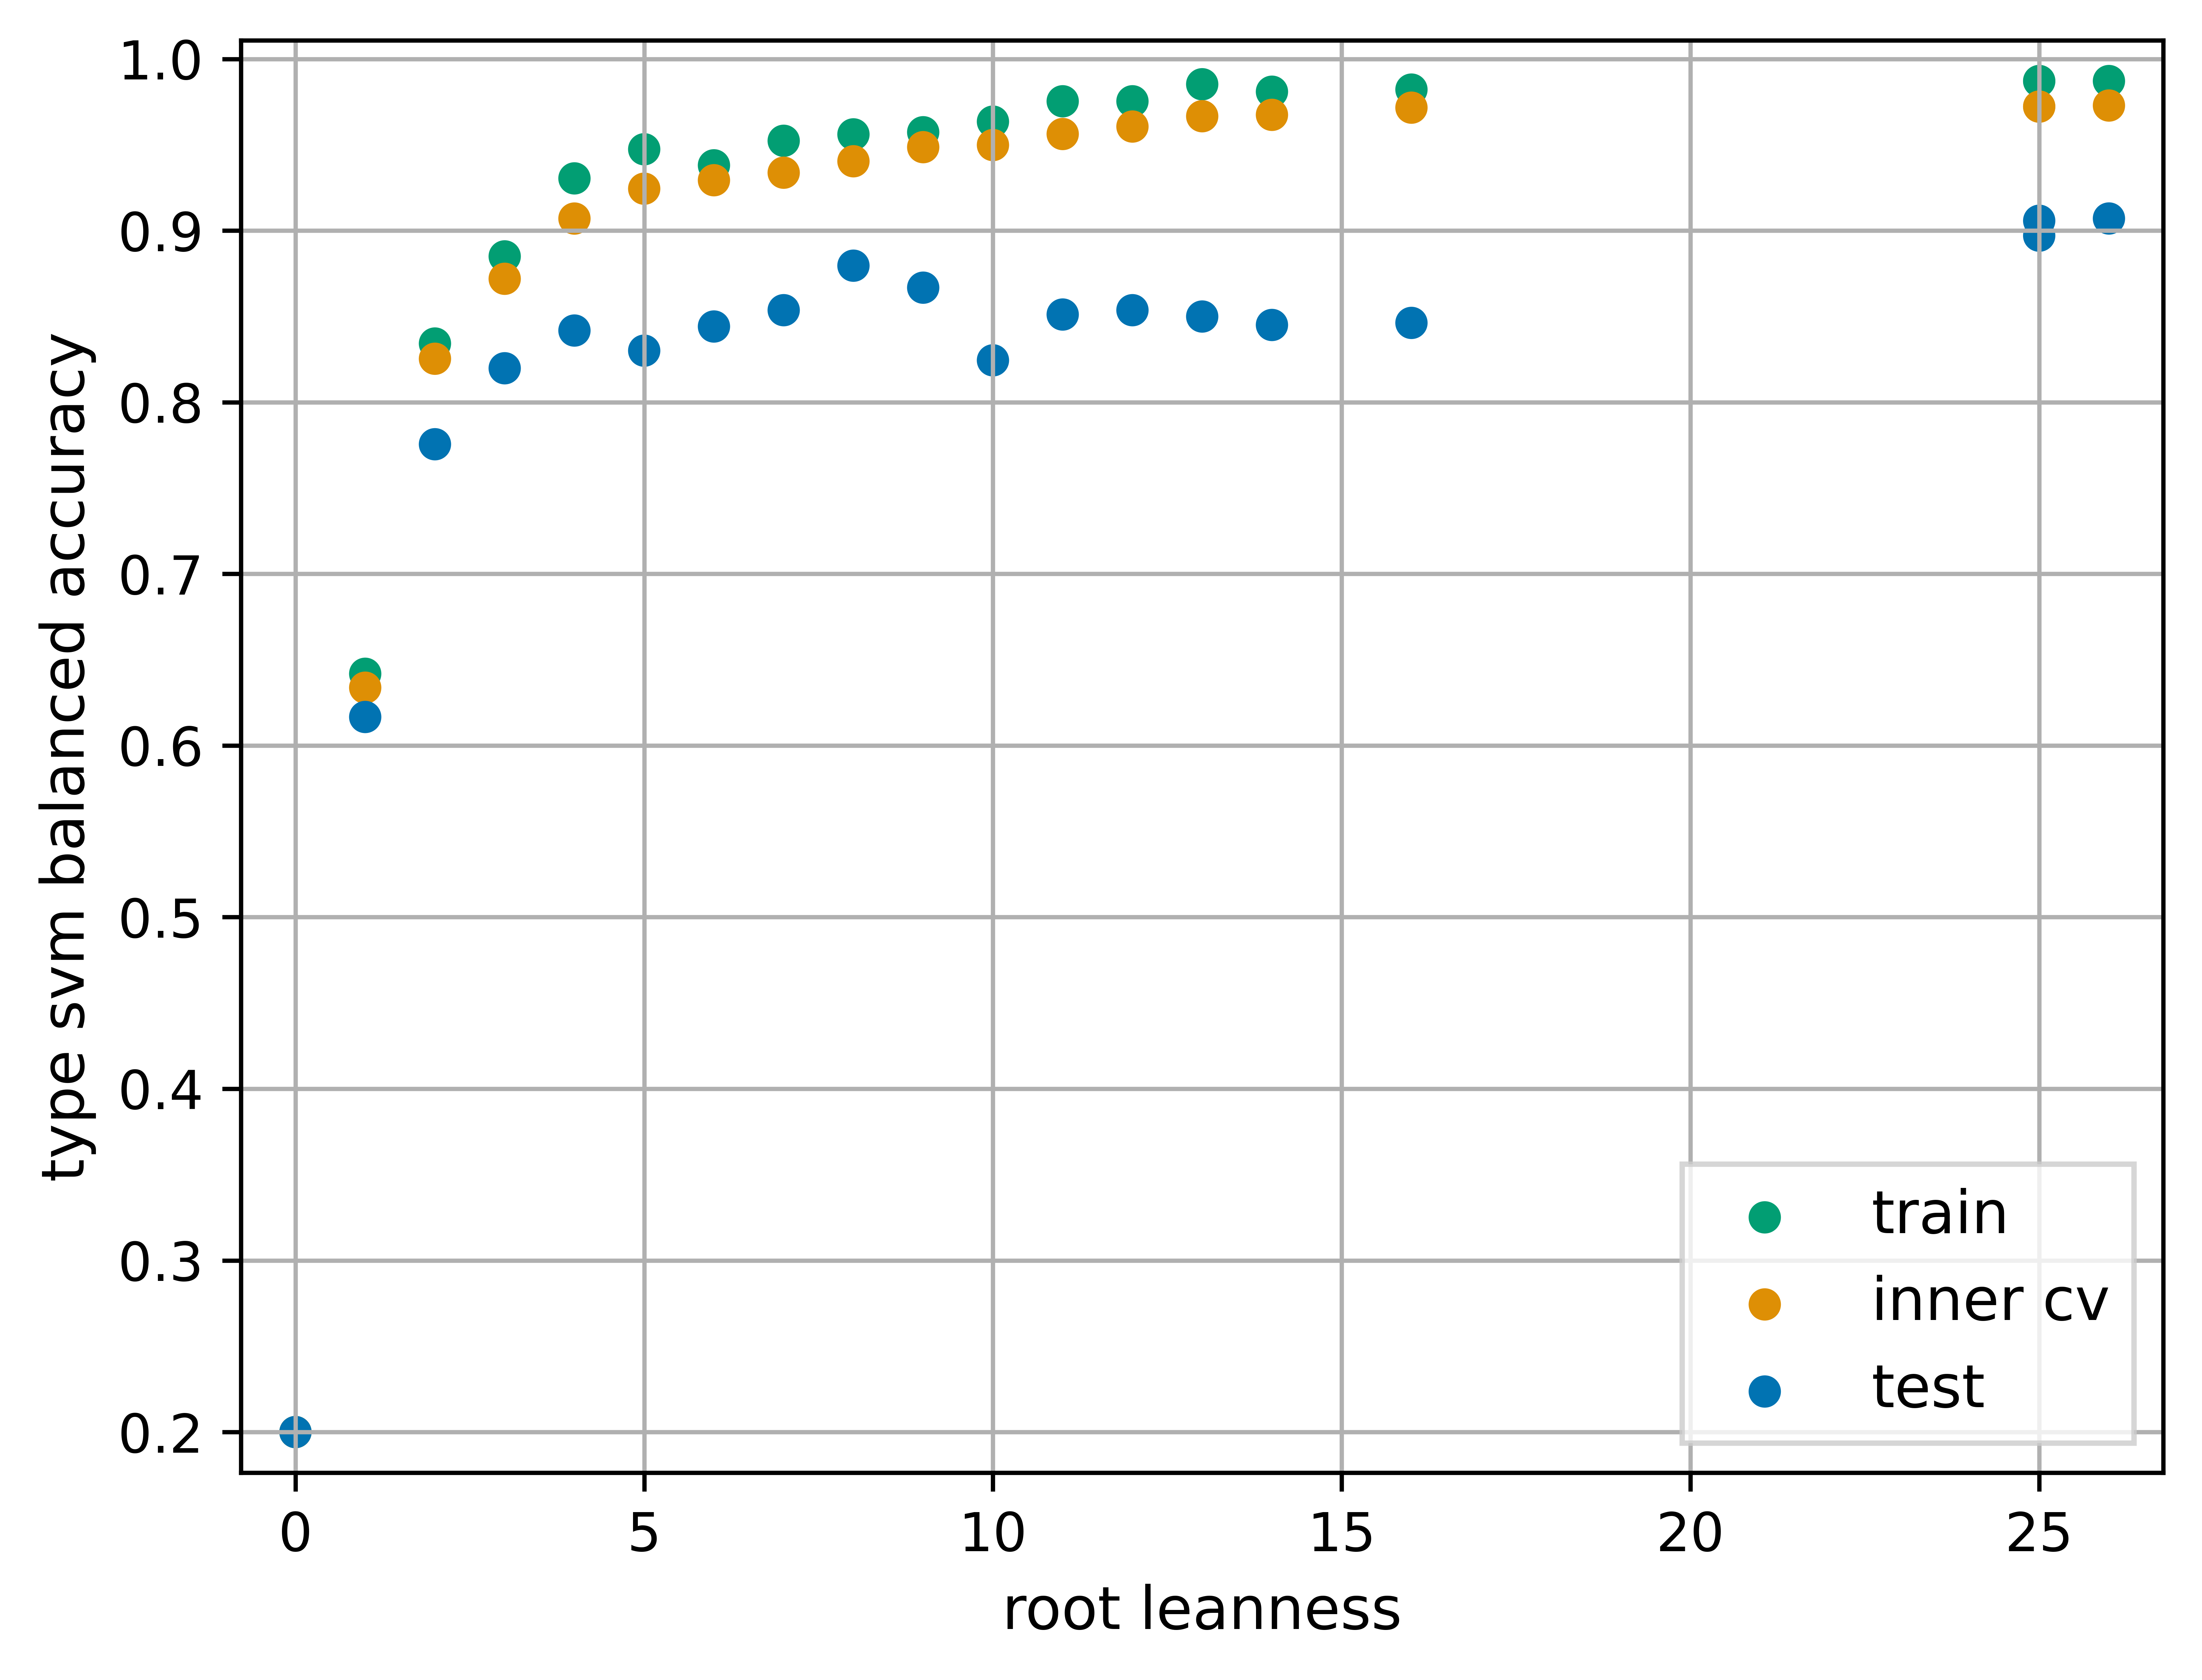 1.0
0.9
0.8
0.7
0.6
0.5
0.4
0.3
0.2
type svm balanced accuracy
train
inner cv
test
0 5 10 15 20 25
root leanness